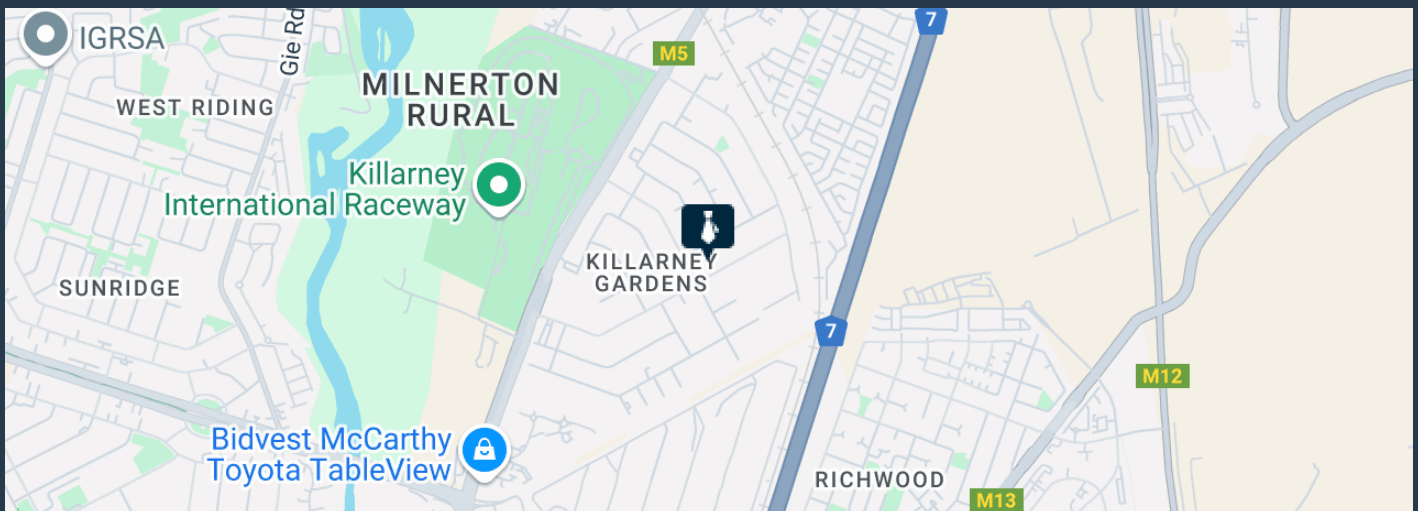 IGRSA
Gie Rd
M5
7
MILNERTON
RURAL
WEST RIDING
Killarney
International Raceway
KILLARNEY
GARDENS
SUNRIDGE
7
M12
Bidvest McCarthy
Toyota TableView
RICHWOOD
M13